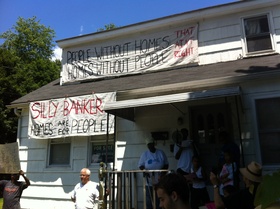 PEOPLE WITHOUT HOMES
HOMES WITHOUT PEOPLE
THAT
AIN'T
RIGHT
SILLY BANKER
HOMES ARE
FOR PEOPLE